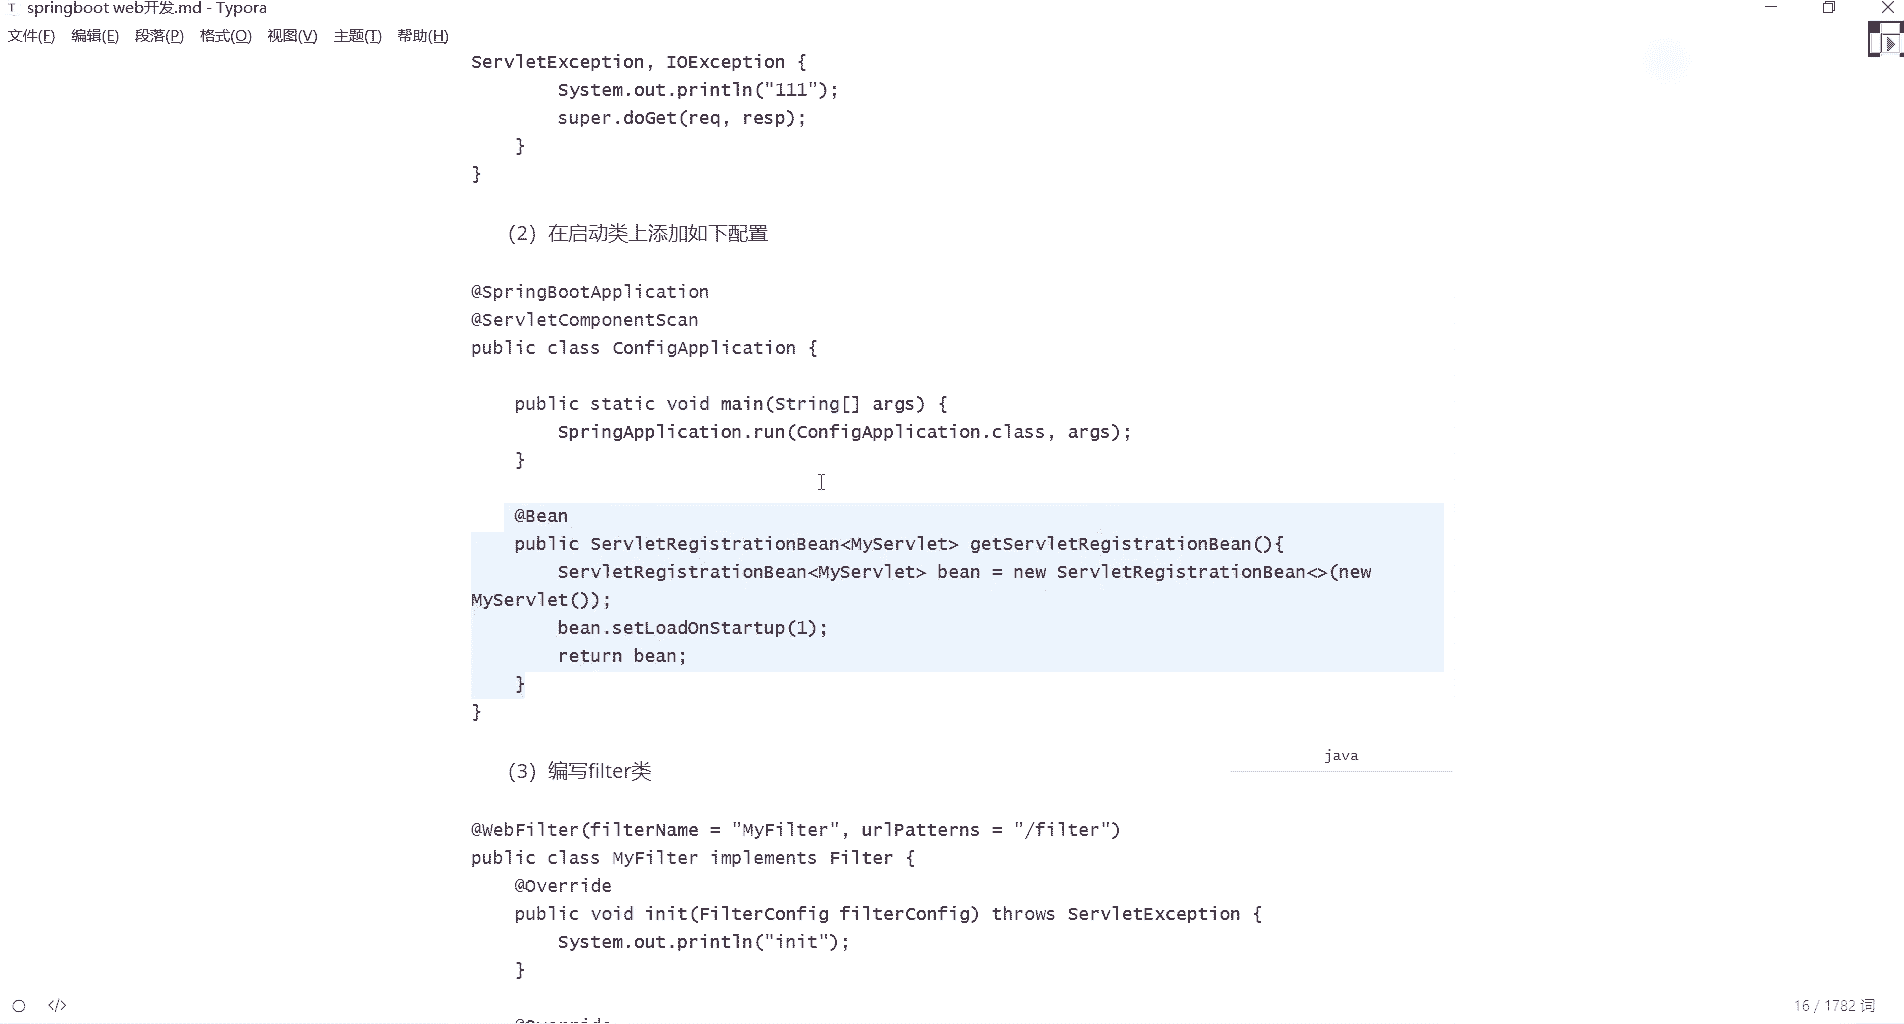 springboot web开发.md - Typora
文件(F) 编辑(E) 段落(P) 格式(O) 视图(V) 主题(T) 帮助(H)
ServletException, IOException {
System.out.println("111");
super.doGet(req, resp);
}
}
(2) 在启动类上添加如下配置
@SpringBootApplication
@ServletComponentScan
public class ConfigApplication {
public static void main(String[] args) {
SpringApplication.run(ConfigApplication.class, args);
}
@Bean
public ServletRegistrationBean<MyServlet> getServletRegistrationBean(){
ServletRegistrationBean<MyServlet> bean = new ServletRegistrationBean<>(new
MyServlet());
bean.setLoadOnStartup(1);
return bean;
}
}
java
(3) 编写filter类
@WebFilter(filterName = "MyFilter", urlPatterns = "/filter")
public class MyFilter implements Filter {
@Override
public void init(FilterConfig filterConfig) throws ServletException {
System.out.println("init");
}
@Override
16 / 1782 词